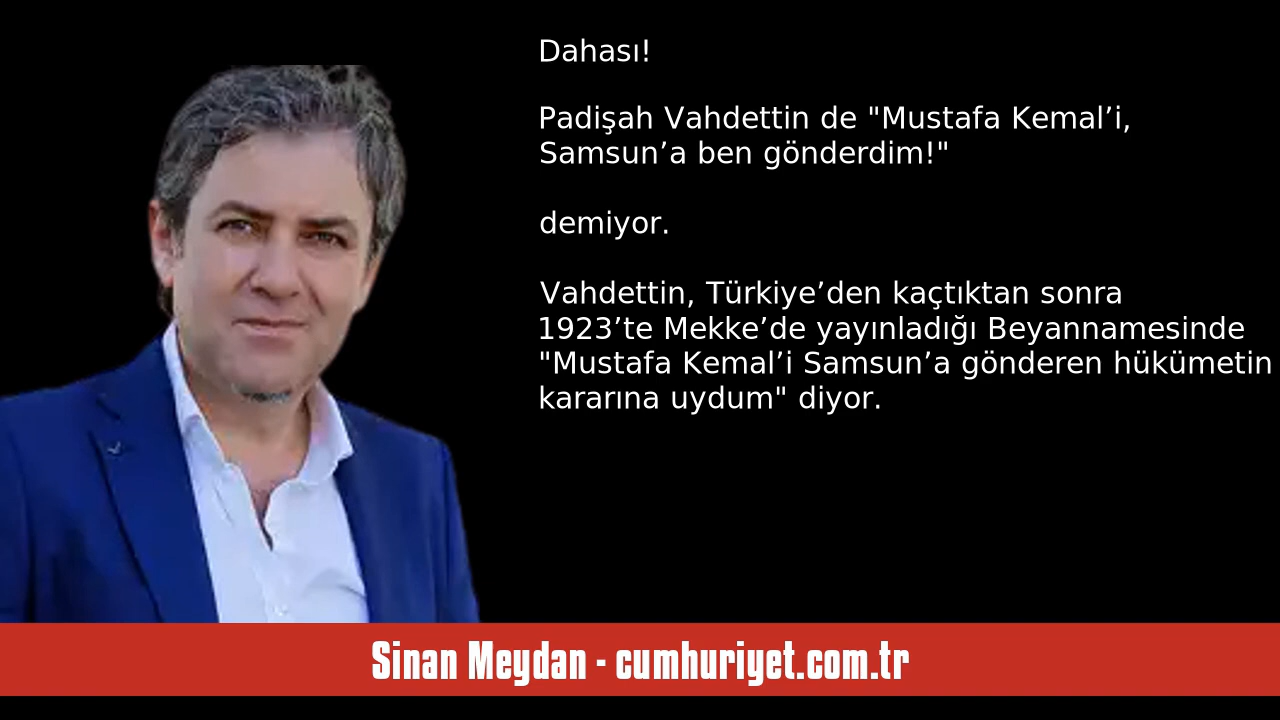 Dahası!
Padişah Vahdettin de "Mustafa Kemal’i,
Samsun’a ben gönderdim!"
demiyor.
Vahdettin, Türkiye’den kaçtıktan sonra
1923’te Mekke’de yayınladığı Beyannamesinde
"Mustafa Kemal’i Samsun’a gönderen hükümetin
kararına uydum" diyor.
Sinan Meydan - cumhuriyet.com.tr